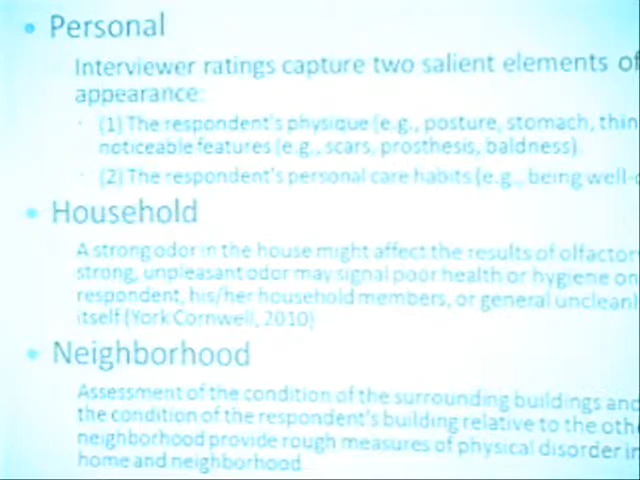 • Personal
Interviewer ratings capture two salient elements of
appearance:
(1) The respondent's physique (e.g., posture, stomach, thin
noticeable features (e.g., scars, prosthesis, baldness)
(2) The respondent's personal care habits (e.g., being well-
• Household
A strong odor in the house might affect the results of olfactory
strong, unpleasant odor may signal poor health or hygiene on
respondent, his/her household members, or general uncleanl
itself (York Cornwell, 2010)
• Neighborhood
Assessment of the condition of the surrounding buildings and
the condition of the respondent's building relative to the oth
neighborhood provide rough measures of physical disorder in
home and neighborhood